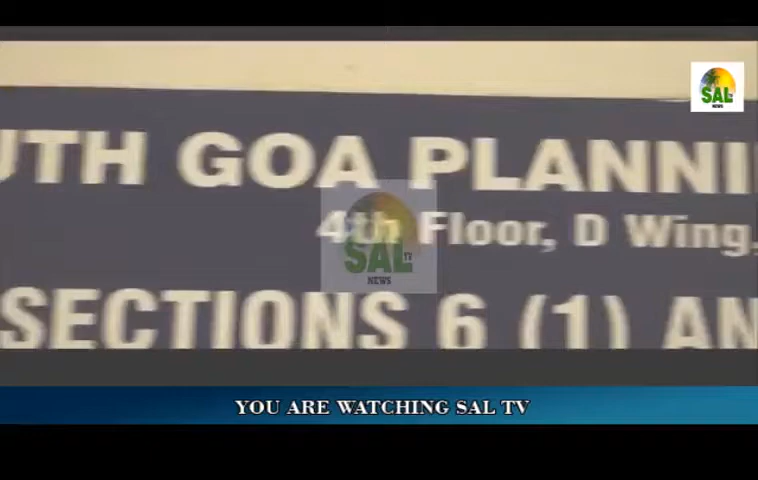 SAL TV
NEWS
UTH GOA PLANNI
4th Floor, D Wing,
SAL TV
NEWS
SECTIONS 6 (1) AN
YOU ARE WATCHING SAL TV